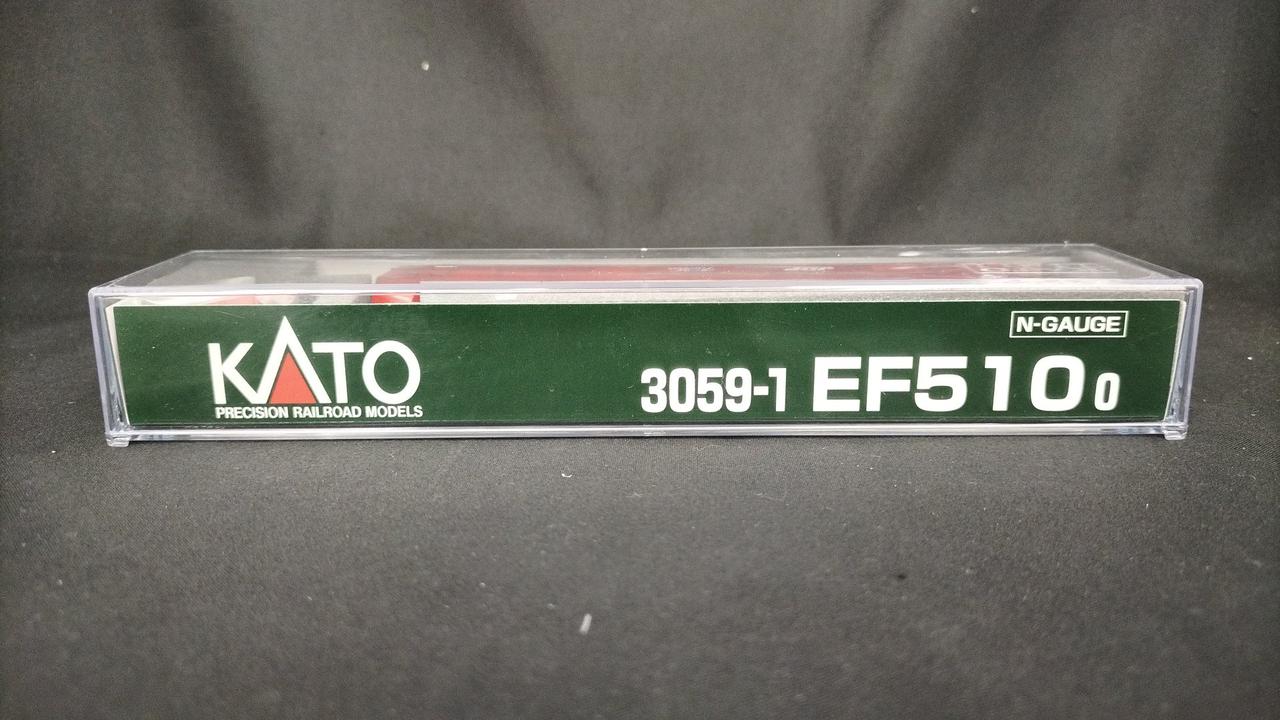 N-GAUGE
KATO
3059-1 EF510 0
PRECISION RAILROAD MODELS